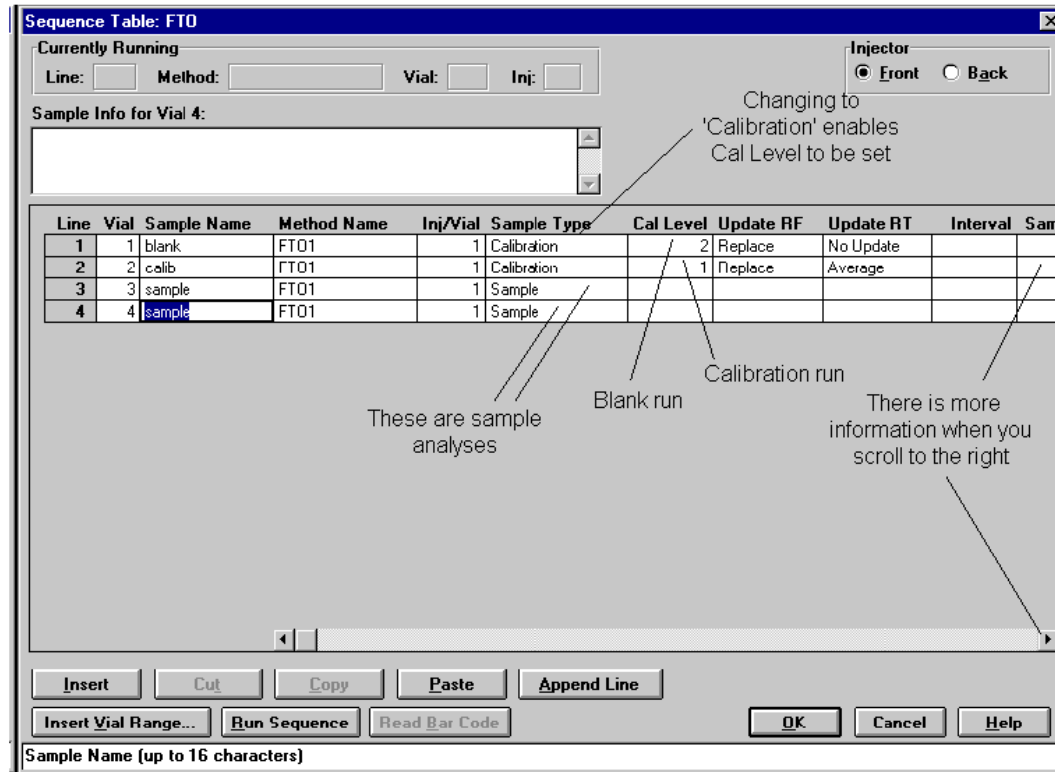 Sequence Table: FTO
Currently Running
Line: Method: Vial: Inj:
Injector
Front Back
Sample Info for Vial 4:
Changing to
'Calibration' enables
Cal Level to be set
Line Vial Sample Name Method Name Inj/Vial Sample Type Cal Level Update RF Update RT Interval Sam
1 1 blank FTO1 1 Calibration 2 Replace No Update
2 2 calib FTO1 1 Calibration 1 Replace Average
3 3 sample FTO1 1 Sample
4 4 sample FTO1 1 Sample
These are sample
analyses
Blank run
Calibration run
There is more
information when you
scroll to the right
Insert Cut Copy Paste Append Line
Insert Vial Range... Run Sequence Read Bar Code OK Cancel Help
Sample Name (up to 16 characters)